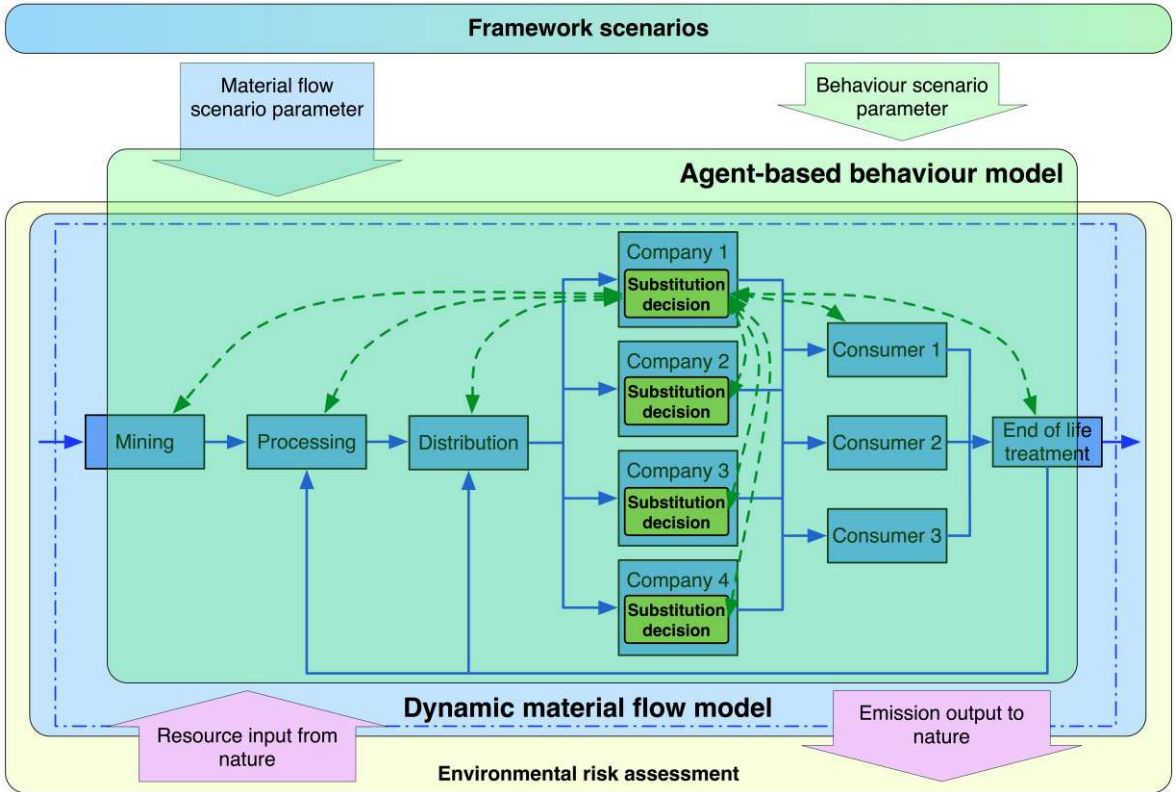 Framework scenarios
Material flow
scenario parameter
Behaviour scenario
parameter
Agent-based behaviour model
Company 1
Substitution
decision
Company 2
Substitution
decision
Company 3
Substitution
decision
Company 4
Substitution
decision
Consumer 1
Consumer 2
Consumer 3
Mining
Processing
Distribution
End of life
treatment
Dynamic material flow model
Resource input from
nature
Emission output to
nature
Environmental risk assessment